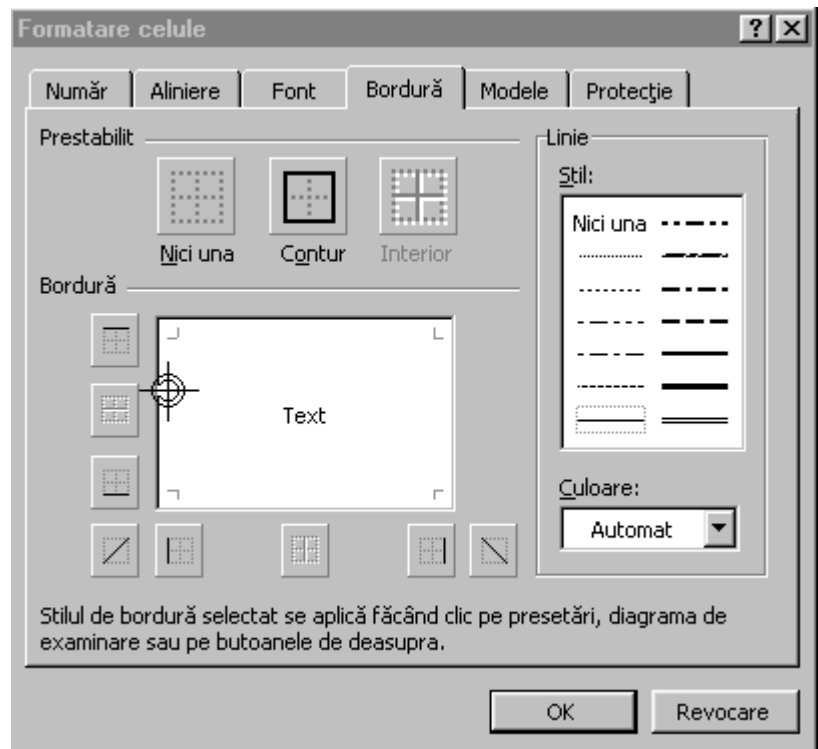 Formatare celule
Număr Aliniere Font Bordură Modele Protecţie
Prestabilit
Nici una Contur Interior
Bordură
Text
Linie
Stil:
Nici una
Culoare:
Automat
Stilul de bordură selectat se aplică făcând clic pe presetări, diagrama de
examinare sau pe butoanele de deasupra.
OK Revocare